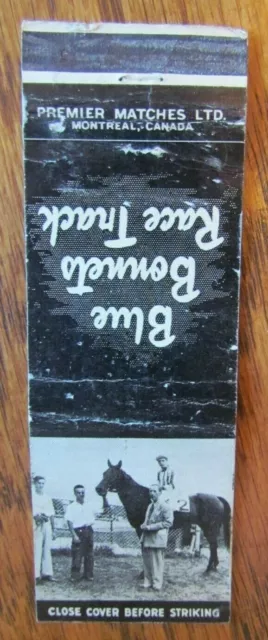 PREMIER MATCHES LTD.
MONTREAL, CANADA
Blue
Bonnets
Race Track
CLOSE COVER BEFORE STRIKING